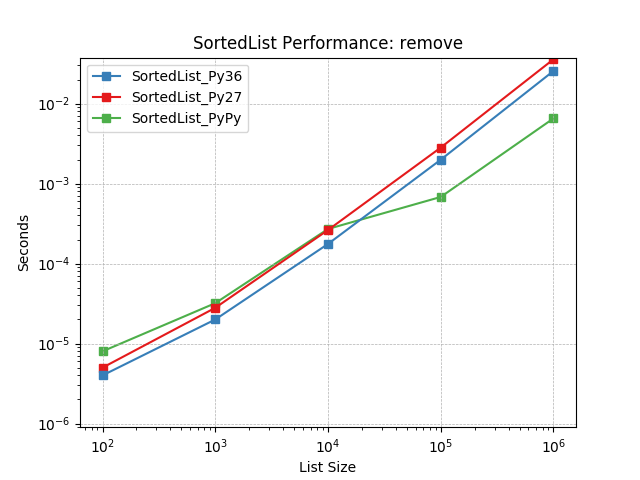 SortedList Performance: remove
SortedList_Py36
SortedList_Py27
SortedList_PyPy
Seconds
10⁻²
10⁻³
10⁻⁴
10⁻⁵
10⁻⁶
10² 10³ 10⁴ 10⁵ 10⁶
List Size